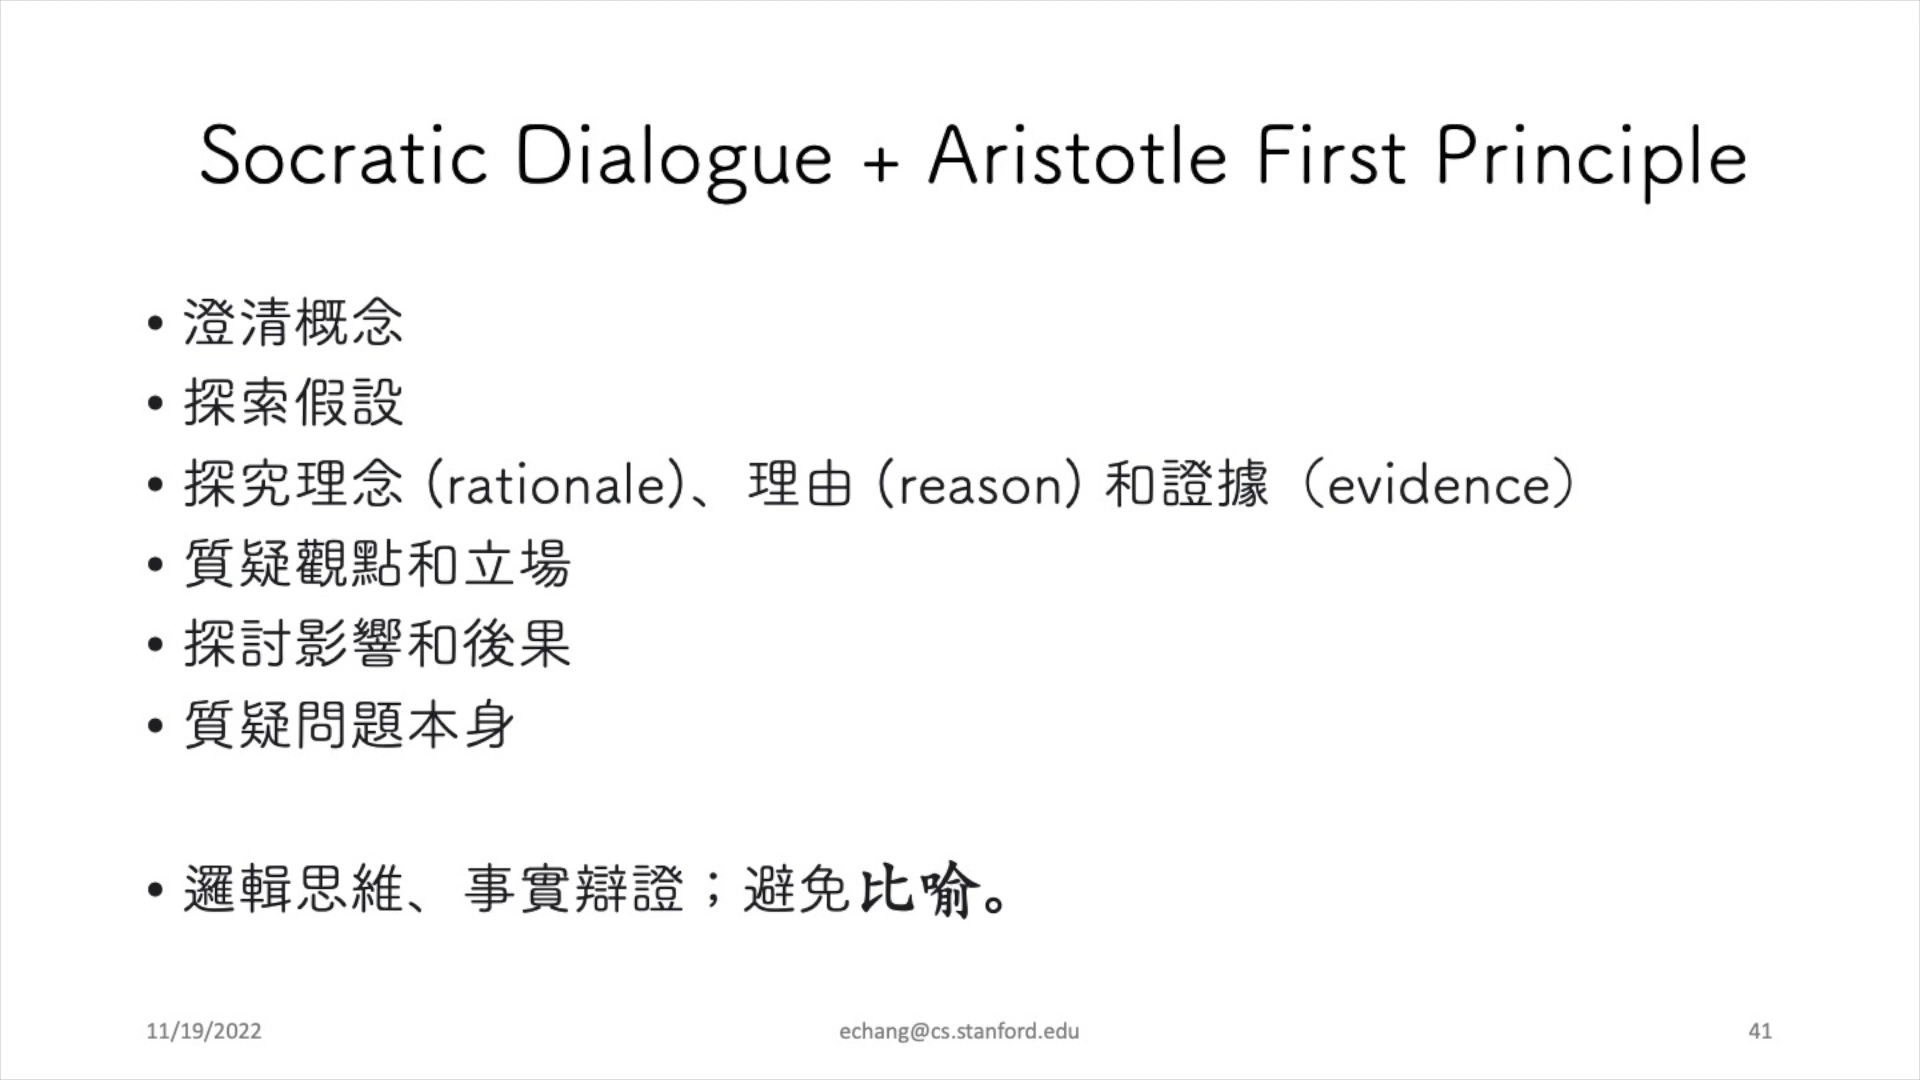 Socratic Dialogue + Aristotle First Principle
• 澄清概念
• 探索假設
• 探究理念 (rationale)、理由 (reason) 和證據（evidence）
• 質疑觀點和立場
• 探討影響和後果
• 質疑問題本身
• 邏輯思維、事實辯證；避免比喻。
11/19/2022
echang@cs.stanford.edu
41